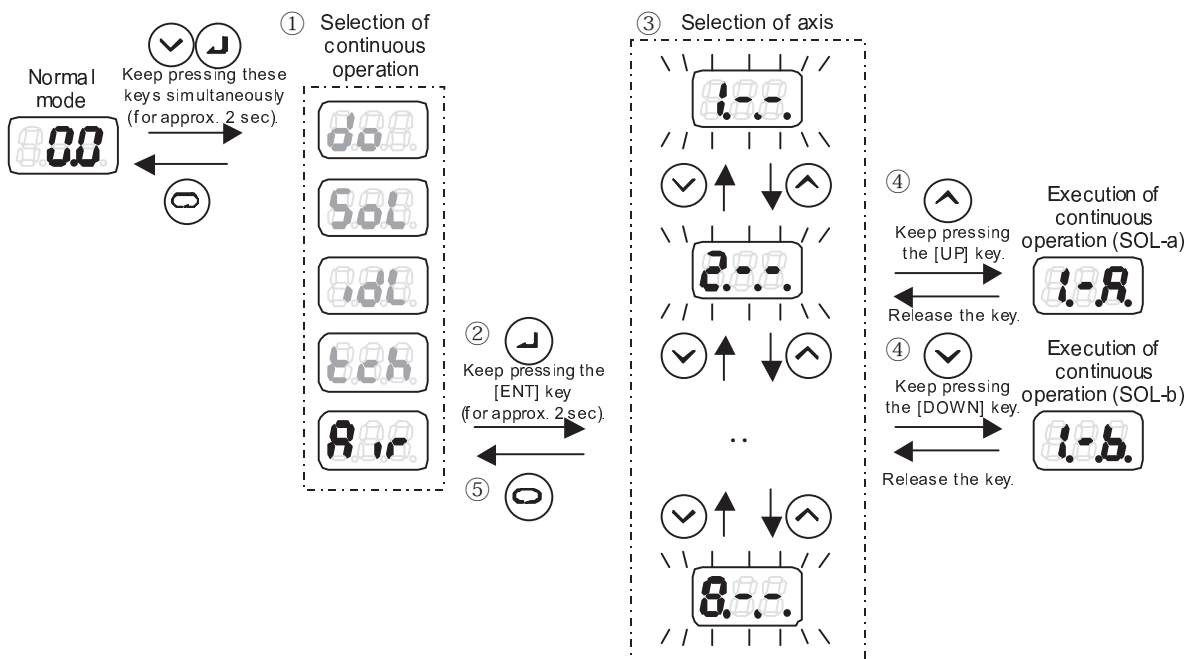 ① Selection of
continuous
operation
③ Selection of axis
Normal
mode
0.0
Keep pressing these
keys simultaneously
(for approx. 2 sec).
do
SoL
idL
tch
Air
②
Keep pressing the
[ENT] key
(for approx. 2 sec).
⑤
1.-.-.
2.-.-.
..
8.-.-.
④
Keep pressing
the [UP] key.
Release the key.
Execution of
continuous
operation (SOL-a)
1.-.A.
④
Keep pressing
the [DOWN] key.
Release the key.
Execution of
continuous
operation (SOL-b)
1.-.b.